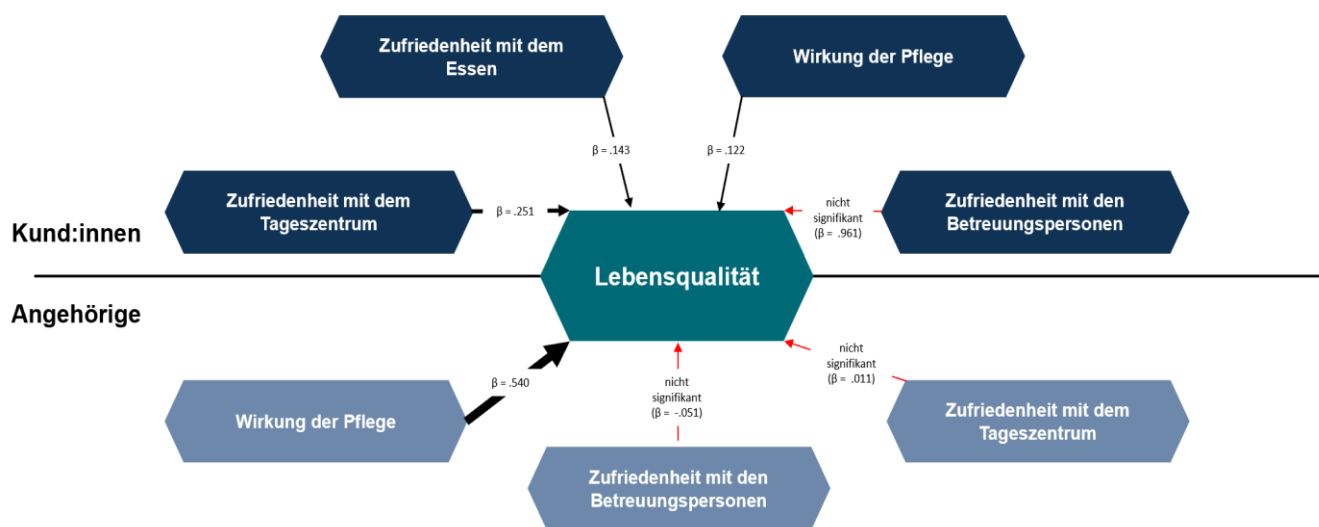 Zufriedenheit mit dem
Essen
Wirkung der Pflege
β = .143
β = .122
Zufriedenheit mit dem
Tageszentrum
β = .251
nicht
signifikant
(β = .961)
Zufriedenheit mit den
Betreuungspersonen
Kund:innen
Lebensqualität
Angehörige
Wirkung der Pflege
β = .540
nicht
signifikant
(β = -.051)
nicht
signifikant
(β = .011)
Zufriedenheit mit den
Betreuungspersonen
Zufriedenheit mit dem
Tageszentrum